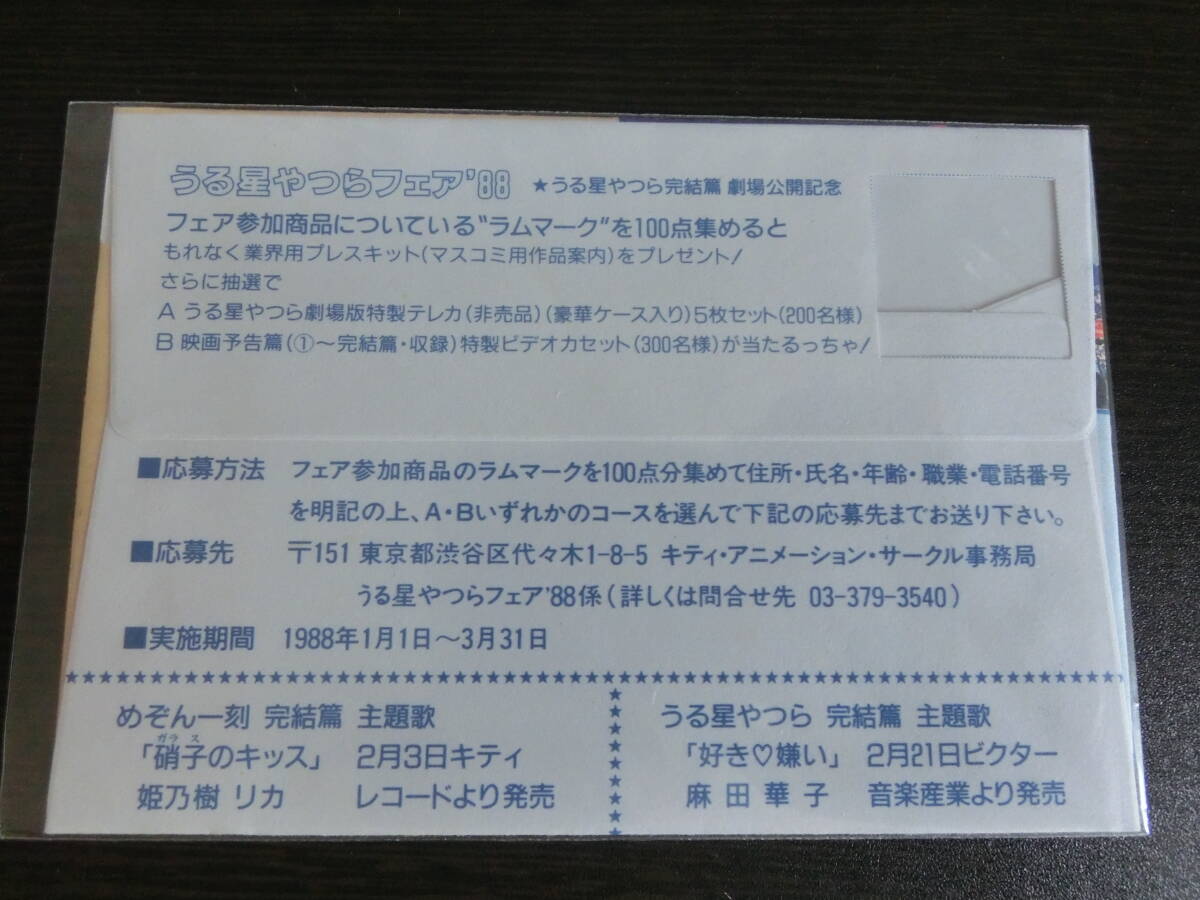 うる星やつらフェア'88 ★うる星やつら完結篇 劇場公開記念
フェア参加商品についている“ラムマーク”を100点集めると
もれなく業界用プレスキット(マスコミ用作品案内)をプレゼント!
さらに抽選で
A うる星やつら劇場版特製テレカ(非売品)(豪華ケース入り)5枚セット(200名様)
B 映画予告篇(①〜完結篇・収録)特製ビデオカセット(300名様)が当たるっちゃ!
■応募方法 フェア参加商品のラムマークを100点分集めて住所・氏名・年齢・職業・電話番号
を明記の上、A・Bいずれかのコースを選んで下記の応募先までお送り下さい。
■応募先 〒151 東京都渋谷区代々木1-8-5 キティ・アニメーション・サークル事務局
うる星やつらフェア'88係(詳しくは問合せ先 03-379-3540)
■実施期間 1988年1月1日〜3月31日
めぞん一刻 完結篇 主題歌
ガラス
「硝子のキッス」 2月3日キティ
姫乃樹 リカ レコードより発売
うる星やつら 完結篇 主題歌
「好き♡嫌い」 2月21日ビクター
麻田華子 音楽産業より発売